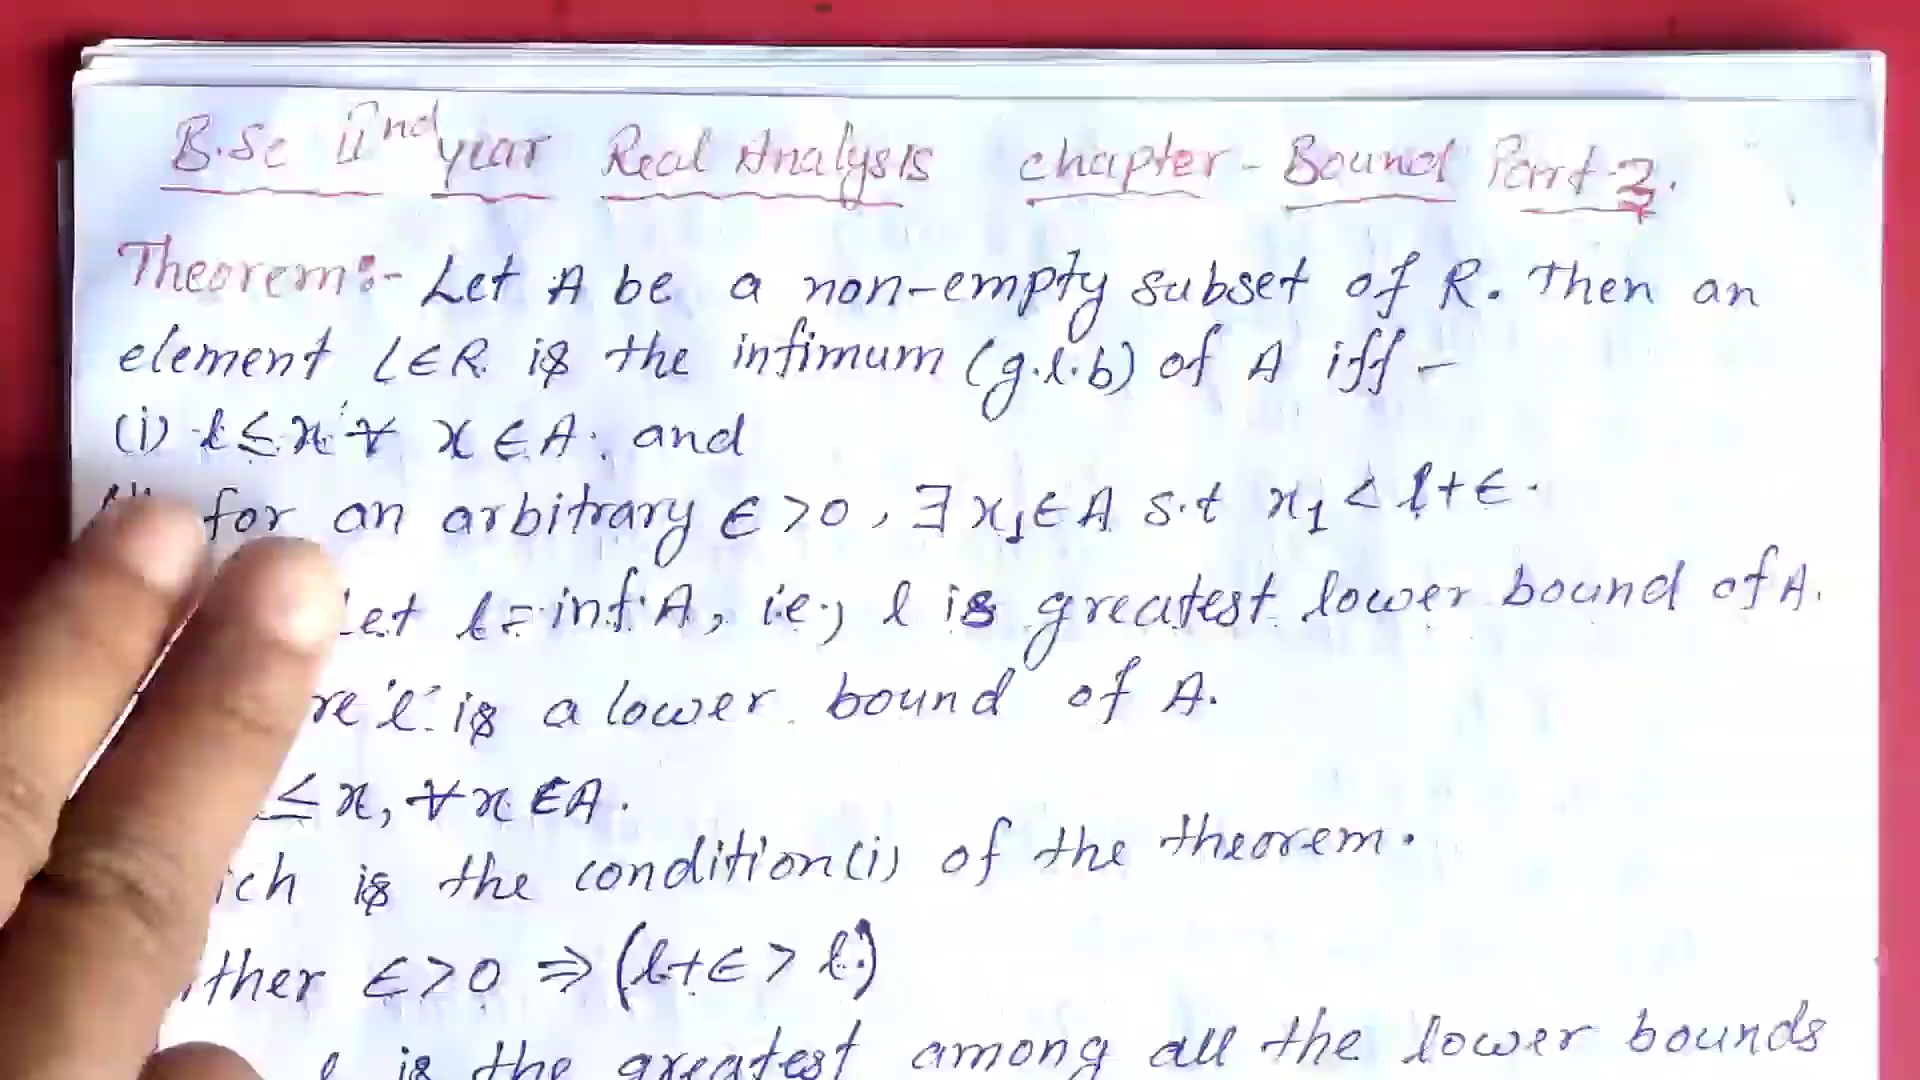 B.Sc IInd year Real Analysis chapter - Bound Part-2.
Theorem:- Let A be a non-empty subset of R. Then an
element l∈R is the infimum (g.l.b) of A iff -
(i) l≤x ∀ x∈A. and
for an arbitrary ϵ>0, ∃ x₁∈A s.t x₁ < l+ϵ.
Let l=inf A, i.e., l is greatest lower bound of A.
'l' is a lower bound of A.
≤ x, ∀x∈A.
is the condition(i) of the theorem.
ϵ>0 ⇒ (l+ϵ > l)
l is the greatest among all the lower bounds